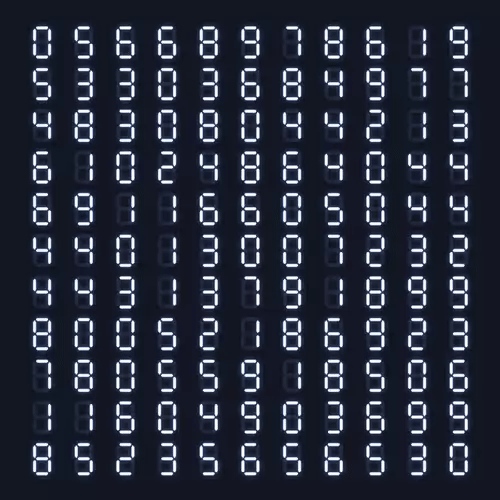 0 5 6 6 8 9 7 8 6 1 9
5 3 3 0 3 6 8 4 9 7 7
4 8 3 0 8 0 4 4 2 1 3
6 1 0 2 4 8 6 4 0 4 4
6 9 1 1 6 6 0 5 0 4 4
4 4 0 1 3 0 0 7 2 3 2
4 4 3 1 3 7 9 1 8 9 9
8 0 0 5 2 1 8 6 9 2 3
7 8 0 5 5 9 1 8 5 0 6
1 1 6 0 4 9 0 3 6 9 9
8 5 2 3 5 6 5 6 5 3 0